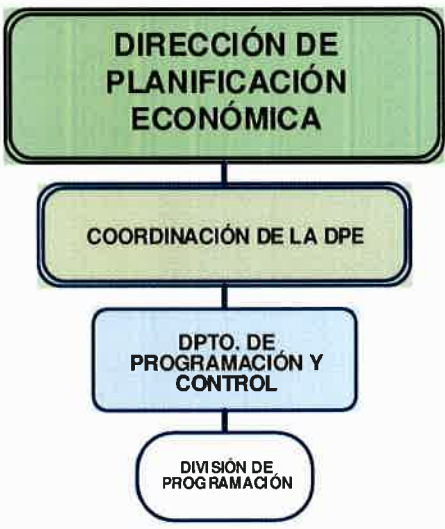 DIRECCIÓN DE
PLANIFICACIÓN
ECONÓMICA
COORDINACIÓN DE LA DPE
DPTO. DE
PROGRAMACIÓN Y
CONTROL
DIVISIÓN DE
PROGRAMACIÓN